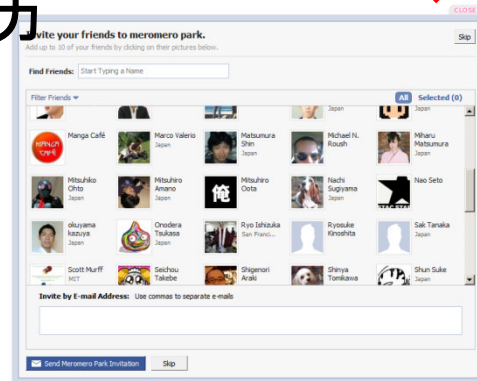 力
CLOSE
Invite your friends to meromero park.
Skip
Add up to 10 of your friends by clicking on their pictures below.
Find Friends: Start Typing a Name
Filter Friends
All Selected (0)
Japan
Japan
Manga Café
MANGA CAFÉ
Marco Valerio
Japan
Matsumura Shin
Japan
Michael N. Roush
Miharu Matsumura
Japan
Mitsuhiko Ohto
Japan
Mitsuhiro Amano
Japan
俺
Mitsuhiro Oota
Nachi Sugiyama
Japan
Nao Seto
okuyama kazuya
Japan
Onodera Tsukasa
Japan
Ryo Ishizuka
San Franci...
Ryosuke Kinoshita
Sak Tanaka
Japan
Scott Murff
MIT
Seichou Takebe
Shigenori Araki
Shinya Tomikawa
Shun Suke
Japan
Invite by E-mail Address: Use commas to separate e-mails
Send Meromero Park Invitation
Skip